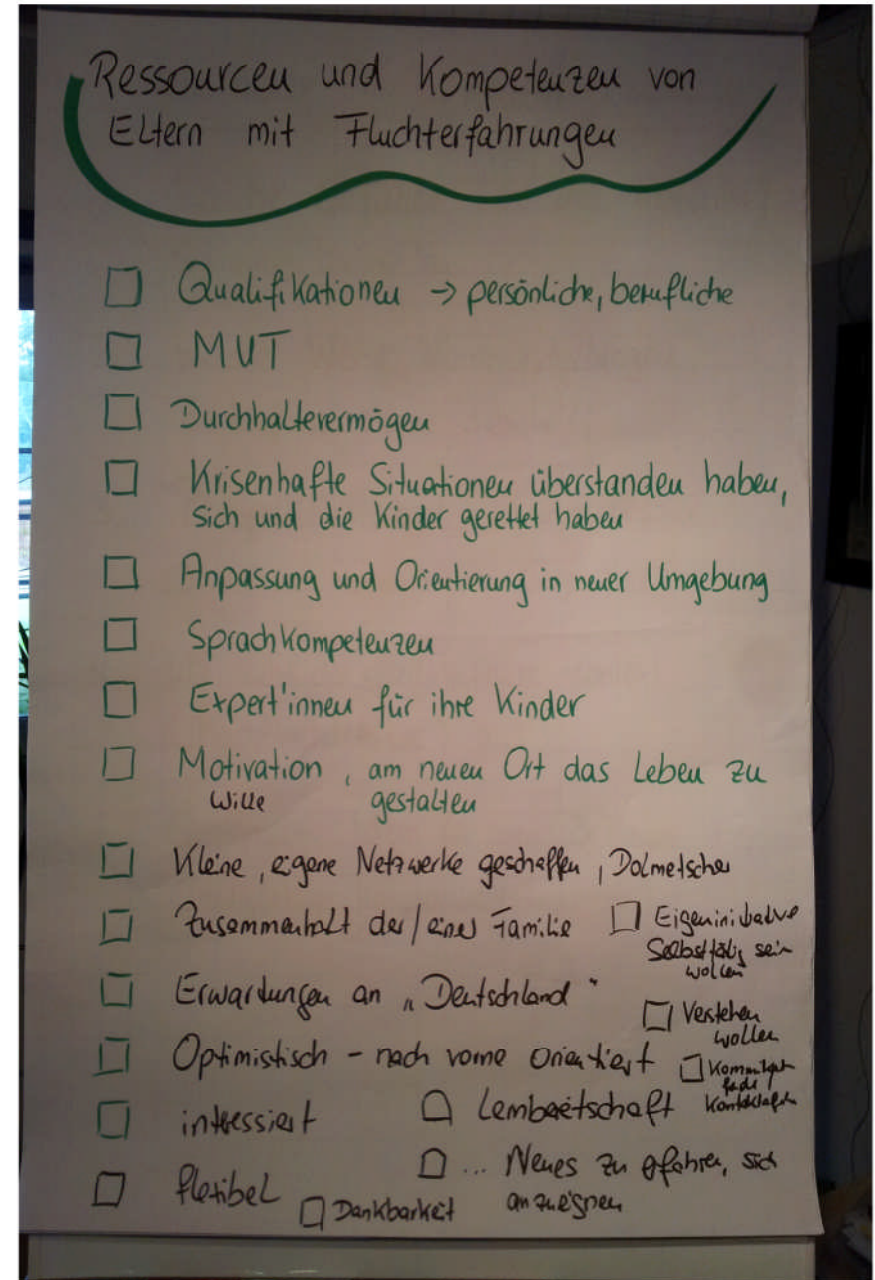 Ressourcen und Kompetenzen von
Eltern mit Fluchterfahrungen
Qualifikationen → persönliche, berufliche
MUT
Durchhaltevermögen
Krisenhafte Situationen überstanden haben,
sich und die Kinder gerettet haben
Anpassung und Orientierung in neuer Umgebung
Sprachkompetenzen
Expert'innen für ihre Kinder
Motivation, am neuen Ort das Leben zu
Wille gestalten
Kleine, eigene Netzwerke geschaffen, Dolmetscher
Zusammenhalt der/einer Familie
Eigeninitiative
Selbsttätig sein
wollen
Erwartungen an „Deutschland"
Verstehen
wollen
Optimistisch - nach vorne orientiert
Kontaktaufn
interessiert
Lernbereitschaft
flexibel
... Neues zu erfahren, sich
anzueignen
Dankbarkeit